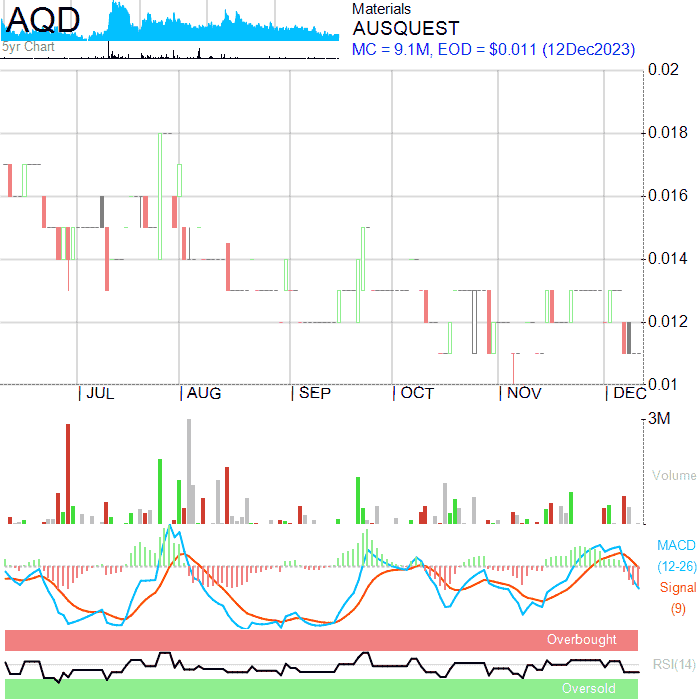 AQD
5yr Chart
Materials
AUSQUEST
MC = 9.1M, EOD = $0.011 (12Dec2023)
0.02
0.018
0.016
0.014
0.012
0.01
JUL
AUG
SEP
OCT
NOV
DEC
3M
Volume
MACD
(12-26)
Signal
(9)
Overbought
RSI(14)
Oversold